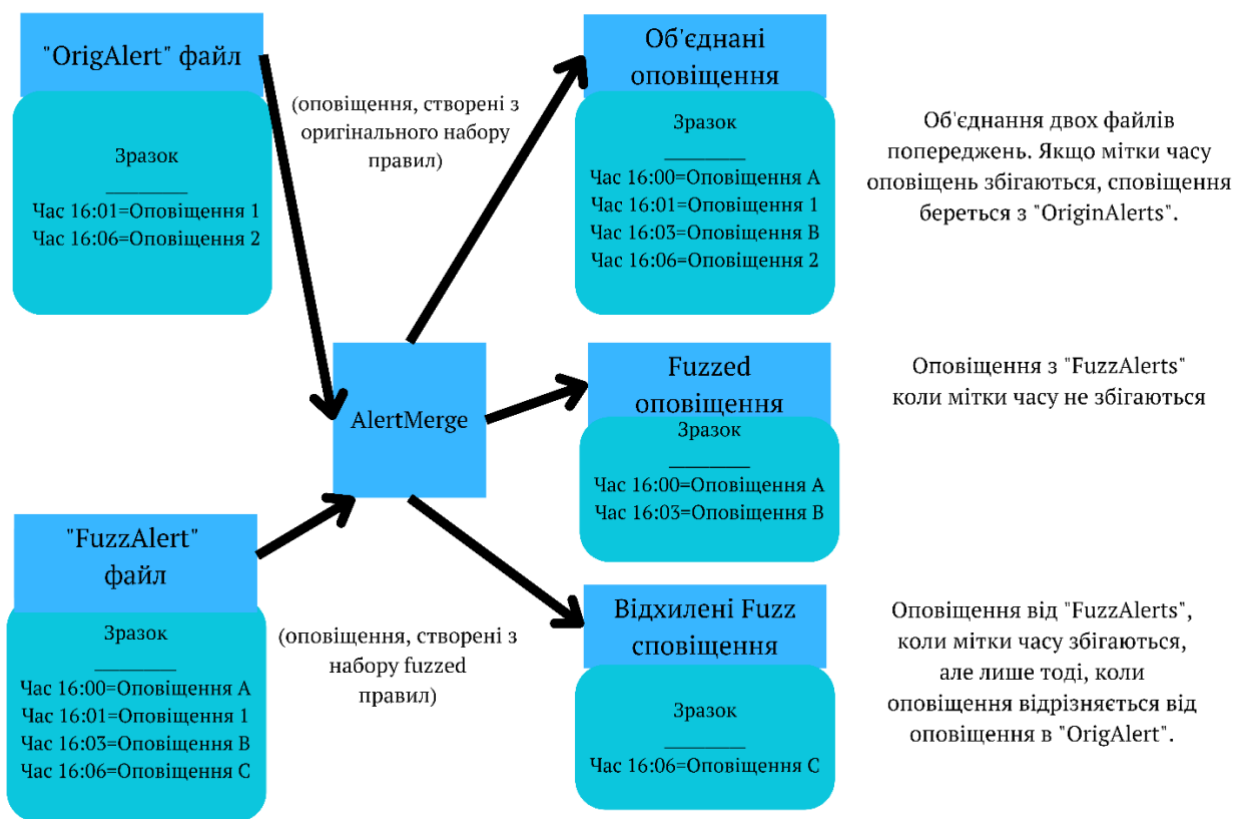 "OrigAlert" файл
Зразок
Час 16:01=Оповіщення 1
Час 16:06=Оповіщення 2
(оповіщення, створені з
оригінального набору
правил)
Об'єднані
оповіщення
Зразок
Час 16:00=Оповіщення А
Час 16:01=Оповіщення 1
Час 16:03=Оповіщення В
Час 16:06=Оповіщення 2
Об'єднання двох файлів
попереджень. Якщо мітки часу
оповіщень збігаються, сповіщення
береться з "OriginAlerts".
AlertMerge
Fuzzed
оповіщення
Зразок
Час 16:00=Оповіщення А
Час 16:03=Оповіщення В
Оповіщення з "FuzzAlerts"
коли мітки часу не збігаються
"FuzzAlert"
файл
Зразок
Час 16:00=Оповіщення А
Час 16:01=Оповіщення 1
Час 16:03=Оповіщення В
Час 16:06=Оповіщення С
(оповіщення, створені з
набору fuzzed
правил)
Відхилені Fuzz
сповіщення
Зразок
Час 16:06=Оповіщення С
Оповіщення від "FuzzAlerts",
коли мітки часу збігаються,
але лише тоді, коли
оповіщення відрізняється від
оповіщення в "OrigAlert".